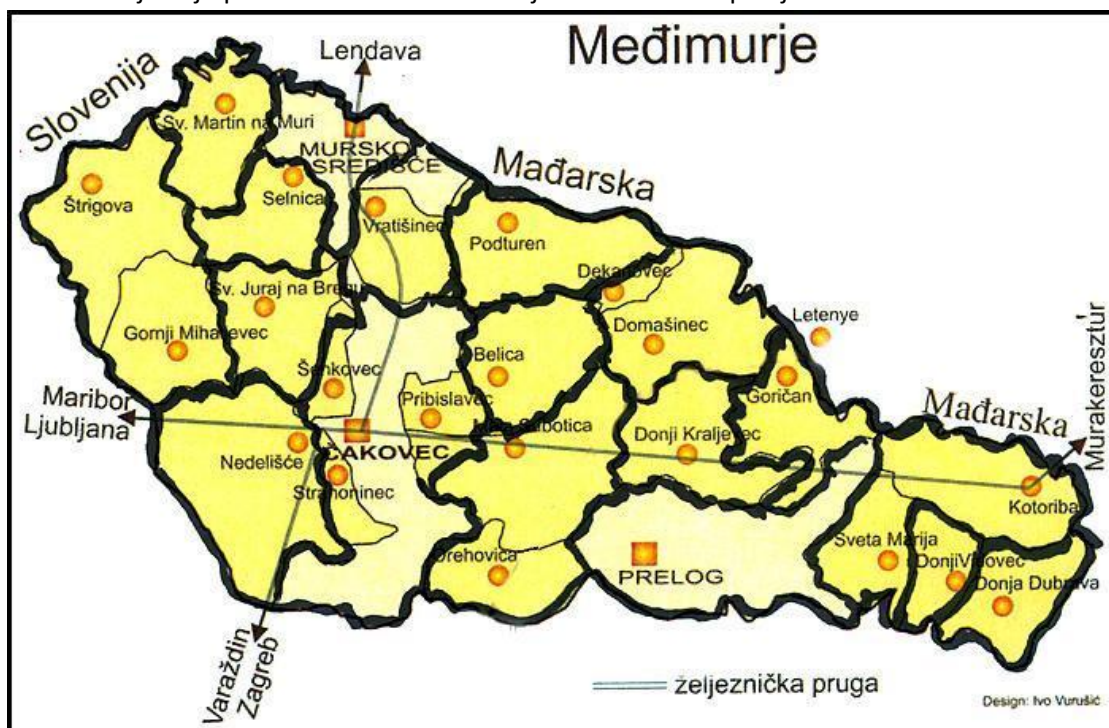 Međimurje
Lendava
Slovenija
Sv. Martin na Muri
MURSKO
SREDIŠĆE
Mađarska
Štrigova
Selnica
Vratišinec
Podturen
Dekanovec
Sv. Juraj na Bregu
Letenye
Gornji Mihaljevec
Domašinec
Belica
Šenkovec
Goričan
Murakeresztúr
Maribor
Ljubljana
Pribislavec
Mađarska
Subotica
Donji Kraljevec
Nedelišće
ČAKOVEC
Strahoninec
Kotoriba
Sveta Marija
Orehovica
Donji Vidovec
PRELOG
Donja Dubrava
Varaždin
Zagreb
željeznička pruga
Design: Ivo Vurušić